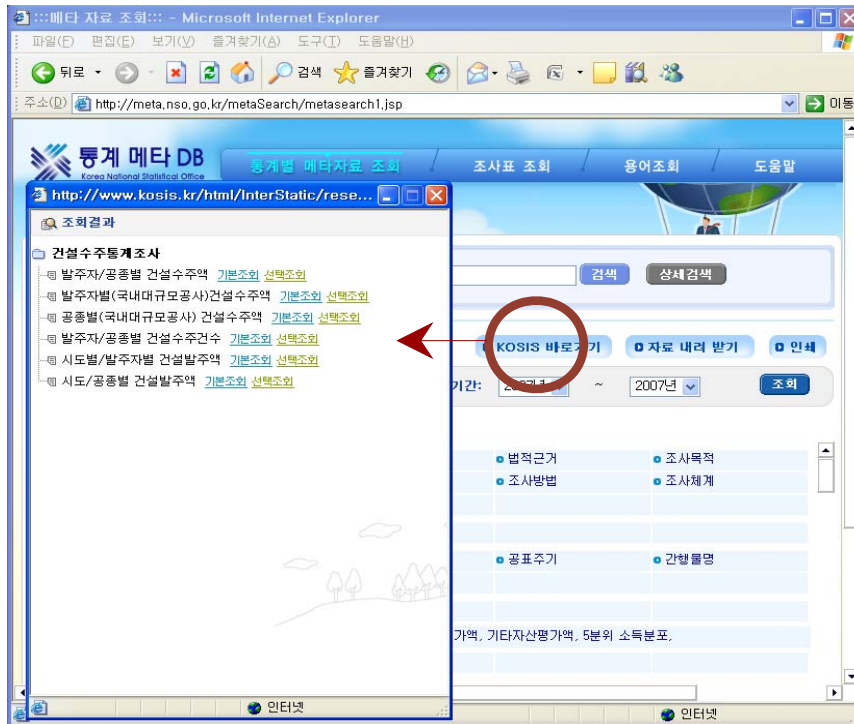 :::메타 자료 조회::: - Microsoft Internet Explorer
파일(F) 편집(E) 보기(V) 즐겨찾기(A) 도구(T) 도움말(H)
뒤로 검색 즐겨찾기
주소(D) http://meta.nso.go.kr/metaSearch/metasearch1.jsp 이동
통계 메타 DB
Korea National Statistical Office
통계별 메타자료 조회 / 조사표 조회 / 용어조회 / 도움말
http://www.kosis.kr/html/InterStatic/rese...
조회결과
건설수주통계조사
발주자/공종별 건설수주액 기본조회 선택조회
발주자별(국내대규모공사)건설수주액 기본조회 선택조회
공종별(국내대규모공사) 건설수주액 기본조회 선택조회
발주자/공종별 건설수주건수 기본조회 선택조회
시도별/발주자별 건설발주액 기본조회 선택조회
시도/공종별 건설발주액 기본조회 선택조회
인터넷
검색 상세검색
KOSIS 바로가기 자료 내려 받기 인쇄
기간: 2007년 ~ 2007년 조회
법적근거 조사목적
조사방법 조사체계
공표주기 간행물명
가액, 기타자산평가액, 5분위 소득분포,
인터넷